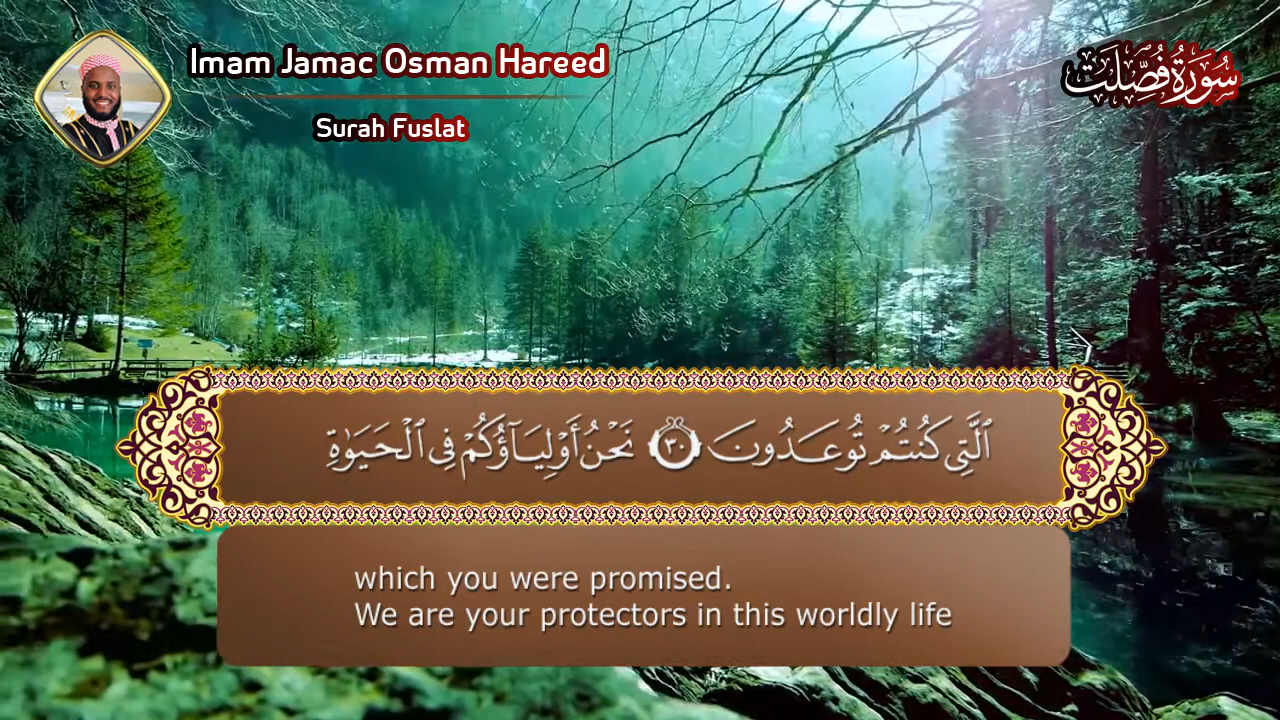 Imam Jamac Osman Hareed
Surah Fuslat
سُورَةُ فُصِّلَت
ٱلَّتِى كُنتُمْ تُوعَدُونَ ٣٠ نَحْنُ أَوْلِيَآؤُكُمْ فِى ٱلْحَيَوٰةِ
which you were promised.
We are your protectors in this worldly life